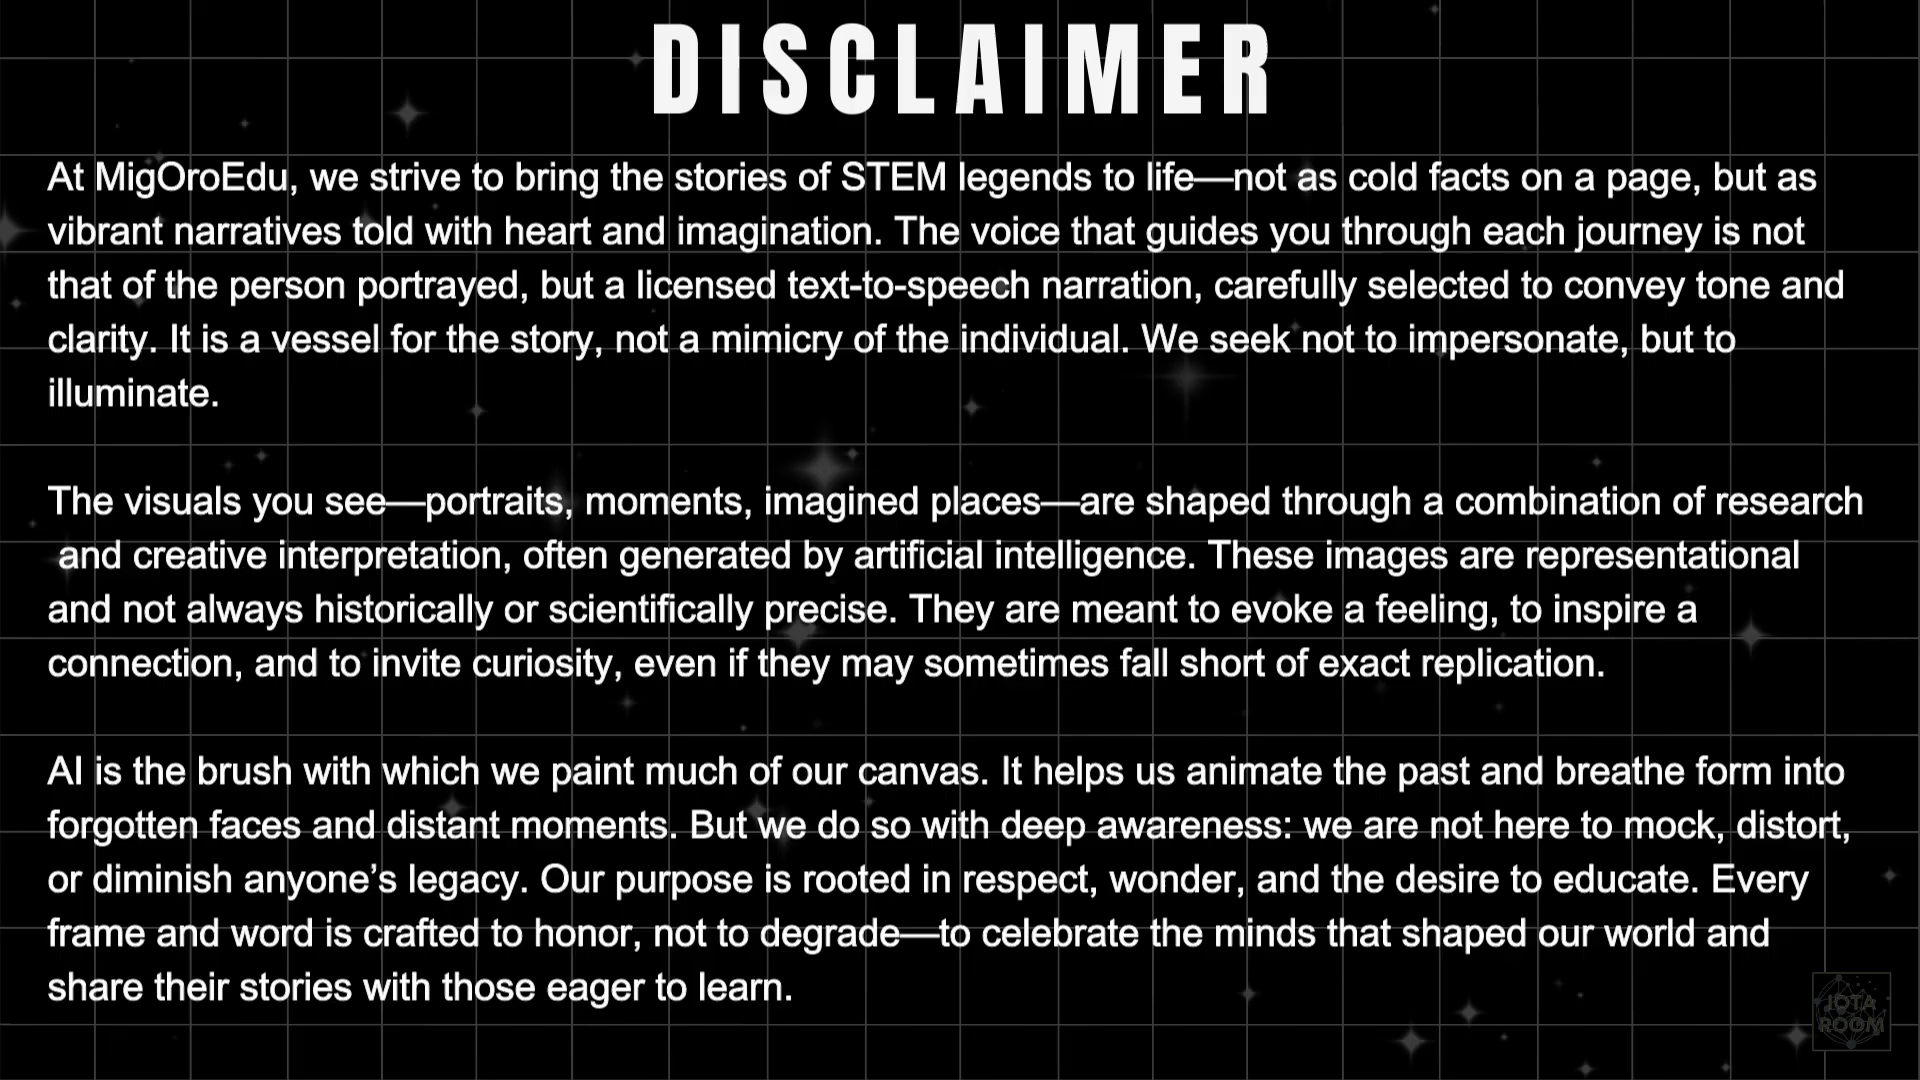 DISCLAIMER
At MigOroEdu, we strive to bring the stories of STEM legends to life—not as cold facts on a page, but as
vibrant narratives told with heart and imagination. The voice that guides you through each journey is not
that of the person portrayed, but a licensed text-to-speech narration, carefully selected to convey tone and
clarity. It is a vessel for the story, not a mimicry of the individual. We seek not to impersonate, but to
illuminate.
The visuals you see—portraits, moments, imagined places—are shaped through a combination of research
and creative interpretation, often generated by artificial intelligence. These images are representational
and not always historically or scientifically precise. They are meant to evoke a feeling, to inspire a
connection, and to invite curiosity, even if they may sometimes fall short of exact replication.
AI is the brush with which we paint much of our canvas. It helps us animate the past and breathe form into
forgotten faces and distant moments. But we do so with deep awareness: we are not here to mock, distort,
or diminish anyone’s legacy. Our purpose is rooted in respect, wonder, and the desire to educate. Every
frame and word is crafted to honor, not to degrade—to celebrate the minds that shaped our world and
share their stories with those eager to learn.
IOTA
ROOM